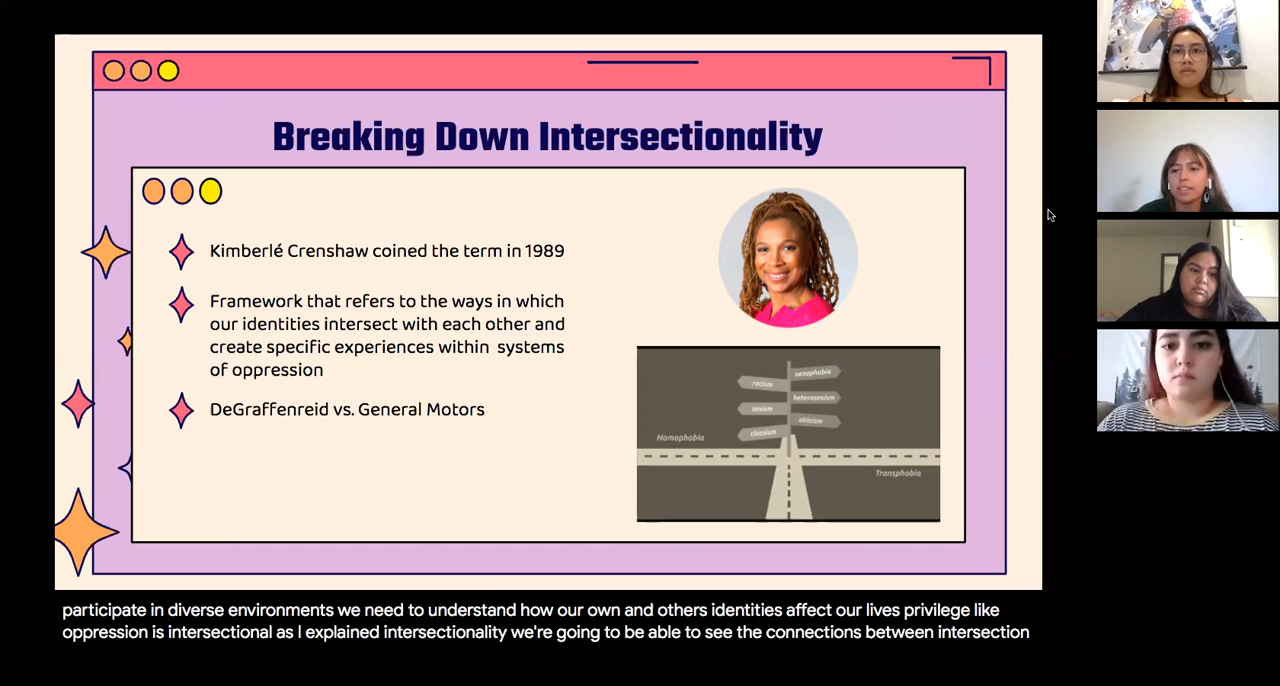 Breaking Down Intersectionality
Kimberlé Crenshaw coined the term in 1989
Framework that refers to the ways in which
our identities intersect with each other and
create specific experiences within systems
of oppression
DeGraffenreid vs. General Motors
xenophobia
racism
heterosexism
sexism
ableism
classism
Homophobia
Transphobia
participate in diverse environments we need to understand how our own and others identities affect our lives privilege like
oppression is intersectional as I explained intersectionality we're going to be able to see the connections between intersection